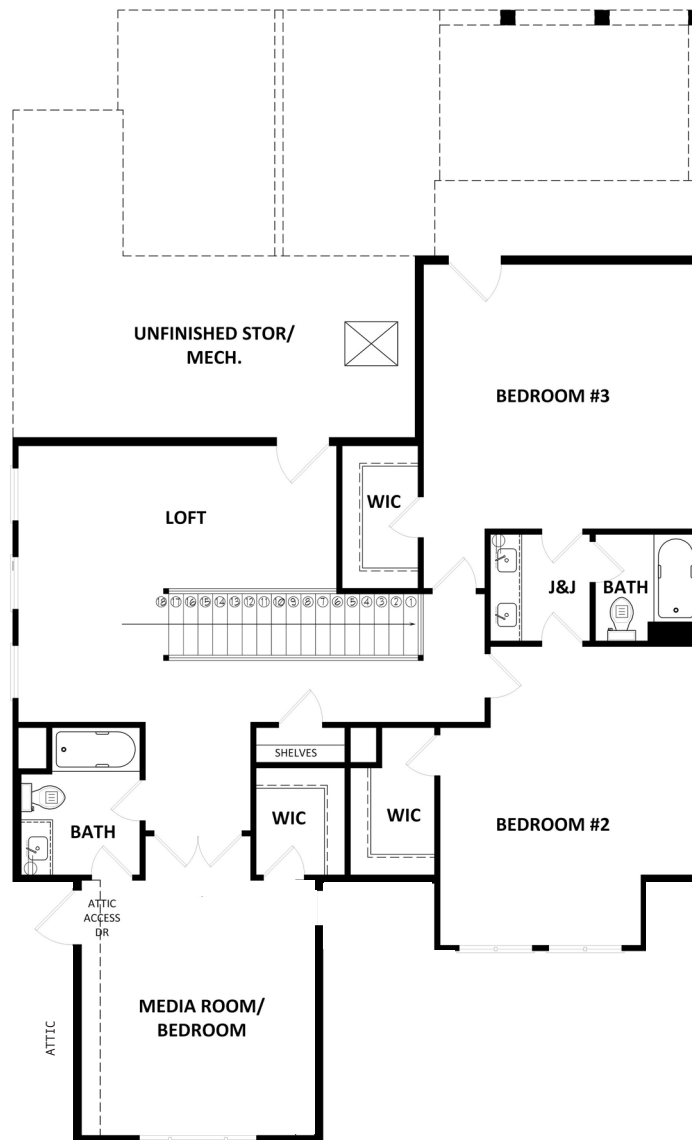 UNFINISHED STOR/
MECH.
BEDROOM #3
WIC
LOFT
J&J
BATH
18 17 16 15 14 13 12 11 10 9 8 7 6 5 4 3 2 1
SHELVES
WIC
WIC
BATH
BEDROOM #2
ATTIC
ACCESS
DR
MEDIA ROOM/
BEDROOM
ATTIC